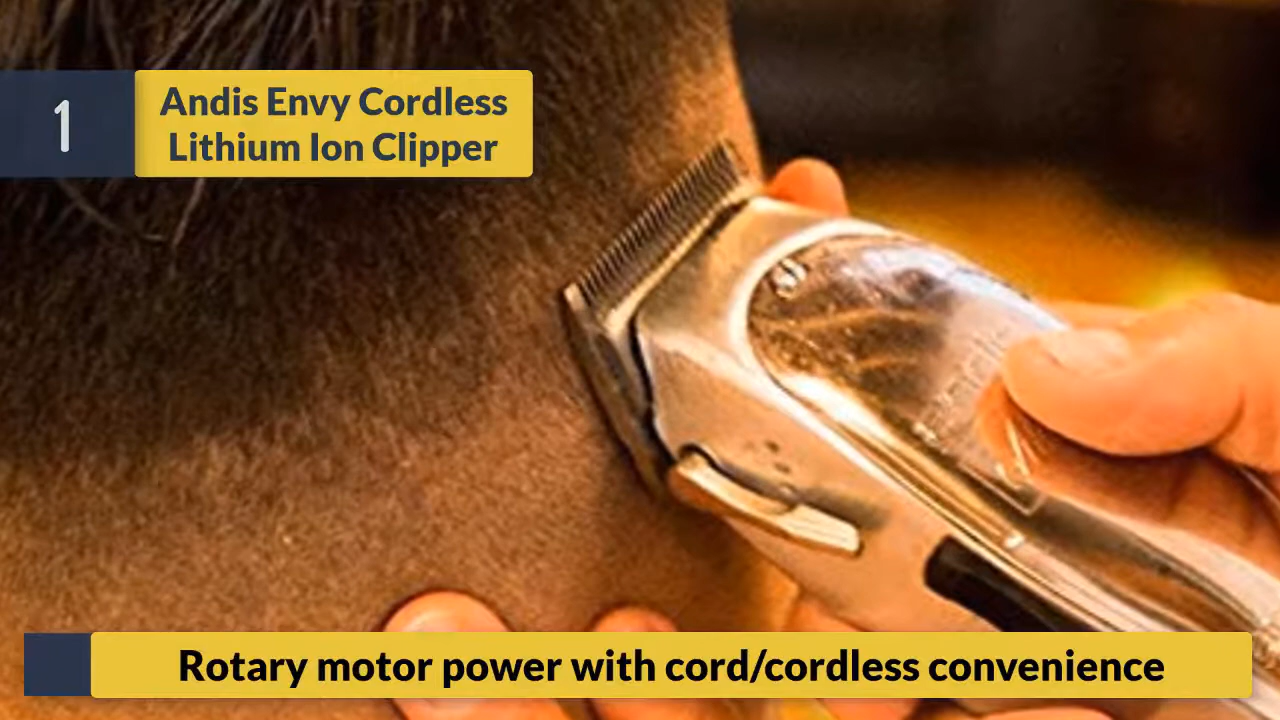 1
Andis Envy Cordless
Lithium Ion Clipper
Rotary motor power with cord/cordless convenience